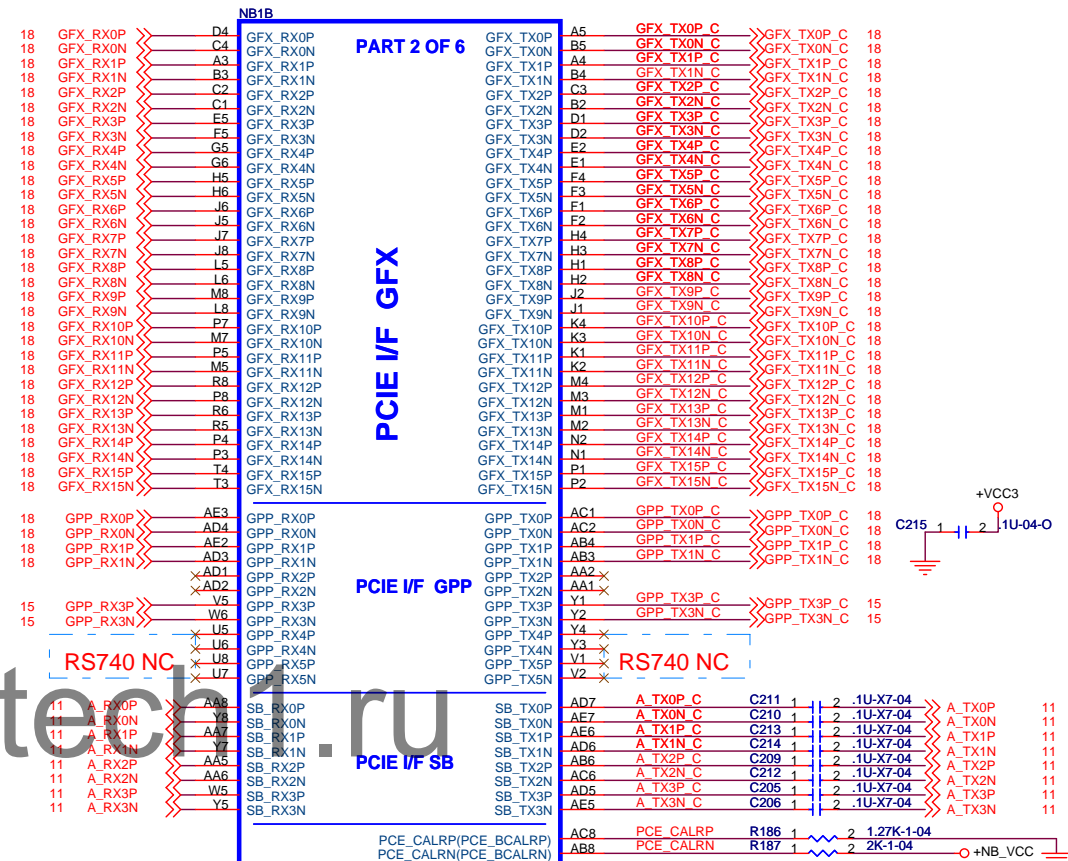 NB1B
PART 2 OF 6
18 GFX_RX0P D4 GFX_RX0P GFX_TX0P A5 GFX_TX0P_C GFX_TX0P_C 18
18 GFX_RX0N C4 GFX_RX0N GFX_TX0N B5 GFX_TX0N_C GFX_TX0N_C 18
18 GFX_RX1P A3 GFX_RX1P GFX_TX1P A4 GFX_TX1P_C GFX_TX1P_C 18
18 GFX_RX1N B3 GFX_RX1N GFX_TX1N B4 GFX_TX1N_C GFX_TX1N_C 18
18 GFX_RX2P C2 GFX_RX2P GFX_TX2P C3 GFX_TX2P_C GFX_TX2P_C 18
18 GFX_RX2N C1 GFX_RX2N GFX_TX2N B2 GFX_TX2N_C GFX_TX2N_C 18
18 GFX_RX3P E5 GFX_RX3P GFX_TX3P D1 GFX_TX3P_C GFX_TX3P_C 18
18 GFX_RX3N F5 GFX_RX3N GFX_TX3N D2 GFX_TX3N_C GFX_TX3N_C 18
18 GFX_RX4P G5 GFX_RX4P GFX_TX4P E2 GFX_TX4P_C GFX_TX4P_C 18
18 GFX_RX4N G6 GFX_RX4N GFX_TX4N E1 GFX_TX4N_C GFX_TX4N_C 18
18 GFX_RX5P H5 GFX_RX5P GFX_TX5P F4 GFX_TX5P_C GFX_TX5P_C 18
18 GFX_RX5N H6 GFX_RX5N GFX_TX5N F3 GFX_TX5N_C GFX_TX5N_C 18
18 GFX_RX6P J6 GFX_RX6P GFX_TX6P F1 GFX_TX6P_C GFX_TX6P_C 18
18 GFX_RX6N J5 GFX_RX6N GFX_TX6N F2 GFX_TX6N_C GFX_TX6N_C 18
18 GFX_RX7P J7 GFX_RX7P GFX_TX7P H4 GFX_TX7P_C GFX_TX7P_C 18
18 GFX_RX7N J8 GFX_RX7N GFX_TX7N H3 GFX_TX7N_C GFX_TX7N_C 18
18 GFX_RX8P L5 GFX_RX8P GFX_TX8P H1 GFX_TX8P_C GFX_TX8P_C 18
18 GFX_RX8N L6 GFX_RX8N GFX_TX8N H2 GFX_TX8N_C GFX_TX8N_C 18
18 GFX_RX9P M8 GFX_RX9P GFX_TX9P J2 GFX_TX9P_C GFX_TX9P_C 18
18 GFX_RX9N L8 GFX_RX9N GFX_TX9N J1 GFX_TX9N_C GFX_TX9N_C 18
18 GFX_RX10P P7 GFX_RX10P GFX_TX10P K4 GFX_TX10P_C GFX_TX10P_C 18
18 GFX_RX10N M7 GFX_RX10N GFX_TX10N K3 GFX_TX10N_C GFX_TX10N_C 18
18 GFX_RX11P P5 GFX_RX11P GFX_TX11P K1 GFX_TX11P_C GFX_TX11P_C 18
18 GFX_RX11N M5 GFX_RX11N GFX_TX11N K2 GFX_TX11N_C GFX_TX11N_C 18
18 GFX_RX12P R8 GFX_RX12P GFX_TX12P M4 GFX_TX12P_C GFX_TX12P_C 18
18 GFX_RX12N P8 GFX_RX12N GFX_TX12N M3 GFX_TX12N_C GFX_TX12N_C 18
18 GFX_RX13P R6 GFX_RX13P GFX_TX13P M1 GFX_TX13P_C GFX_TX13P_C 18
18 GFX_RX13N R5 GFX_RX13N GFX_TX13N M2 GFX_TX13N_C GFX_TX13N_C 18
18 GFX_RX14P P4 GFX_RX14P GFX_TX14P N2 GFX_TX14P_C GFX_TX14P_C 18
18 GFX_RX14N P3 GFX_RX14N GFX_TX14N N1 GFX_TX14N_C GFX_TX14N_C 18
18 GFX_RX15P T4 GFX_RX15P GFX_TX15P P1 GFX_TX15P_C GFX_TX15P_C 18
18 GFX_RX15N T3 GFX_RX15N GFX_TX15N P2 GFX_TX15N_C GFX_TX15N_C 18
PCIE I/F GFX
+VCC3
C215 1 2 .1U-04-O
18 GPP_RX0P AE3 GPP_RX0P GPP_TX0P AC1 GPP_TX0P_C GPP_TX0P_C 18
18 GPP_RX0N AD4 GPP_RX0N GPP_TX0N AC2 GPP_TX0N_C GPP_TX0N_C 18
18 GPP_RX1P AE2 GPP_RX1P GPP_TX1P AB4 GPP_TX1P_C GPP_TX1P_C 18
18 GPP_RX1N AD3 GPP_RX1N GPP_TX1N AB3 GPP_TX1N_C GPP_TX1N_C 18
AD1 GPP_RX2P GPP_TX2P AA2
AD2 GPP_RX2N GPP_TX2N AA1
PCIE I/F GPP
15 GPP_RX3P V5 GPP_RX3P GPP_TX3P Y1 GPP_TX3P_C GPP_TX3P_C 15
15 GPP_RX3N W6 GPP_RX3N GPP_TX3N Y2 GPP_TX3N_C GPP_TX3N_C 15
U5 GPP_RX4P GPP_TX4P Y4
U6 GPP_RX4N GPP_TX4N Y3
RS740 NC U8 GPP_RX5P GPP_TX5P V1 RS740 NC
U7 GPP_RX5N GPP_TX5N V2
tech1.ru
11 A_RX0P AA8 SB_RX0P SB_TX0P AD7 A_TX0P_C C211 1 2 .1U-X7-04 A_TX0P 11
11 A_RX0N Y8 SB_RX0N SB_TX0N AE7 A_TX0N_C C210 1 2 .1U-X7-04 A_TX0N 11
11 A_RX1P AA7 SB_RX1P SB_TX1P AE6 A_TX1P_C C213 1 2 .1U-X7-04 A_TX1P 11
11 A_RX1N Y7 SB_RX1N SB_TX1N AD6 A_TX1N_C C214 1 2 .1U-X7-04 A_TX1N 11
PCIE I/F SB
11 A_RX2P AA5 SB_RX2P SB_TX2P AB6 A_TX2P_C C209 1 2 .1U-X7-04 A_TX2P 11
11 A_RX2N AA6 SB_RX2N SB_TX2N AC6 A_TX2N_C C212 1 2 .1U-X7-04 A_TX2N 11
11 A_RX3P W5 SB_RX3P SB_TX3P AD5 A_TX3P_C C205 1 2 .1U-X7-04 A_TX3P 11
11 A_RX3N Y5 SB_RX3N SB_TX3N AE5 A_TX3N_C C206 1 2 .1U-X7-04 A_TX3N 11
PCE_CALRP(PCE_BCALRP) AC8 PCE_CALRP R186 1 2 1.27K-1-04
PCE_CALRN(PCE_BCALRN) AB8 PCE_CALRN R187 1 2 2K-1-04 +NB_VCC